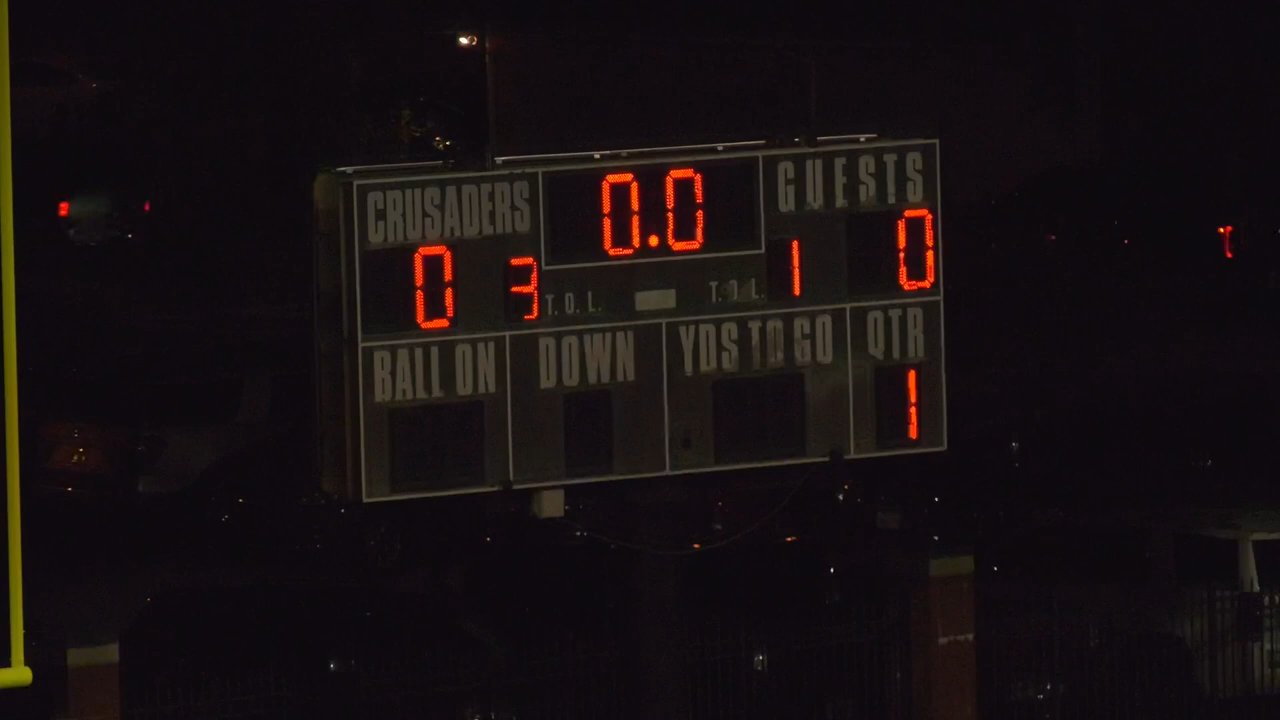 CRUSADERS 0.0 GUESTS
0 3 T.O.L. T.O.L. 1 0
BALL ON DOWN YDS TO GO QTR
1